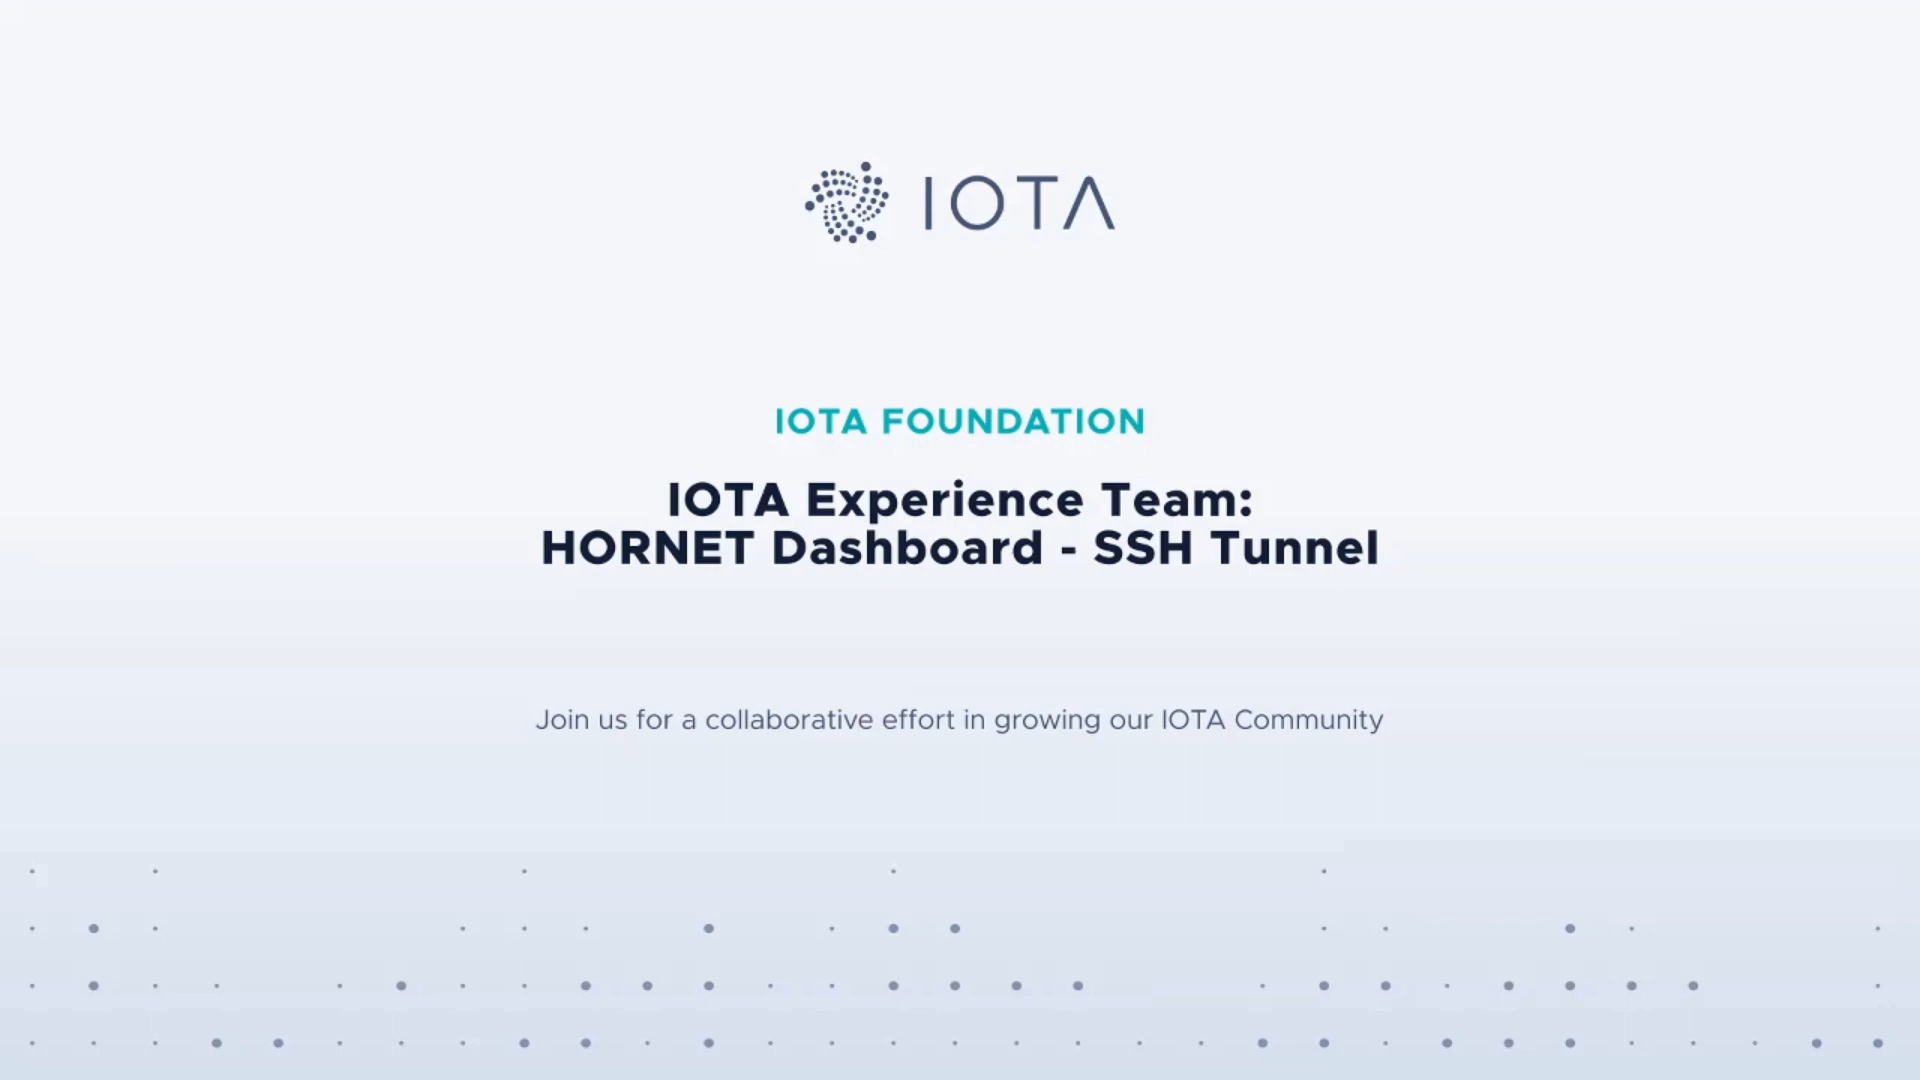 IOTA
IOTA FOUNDATION
IOTA Experience Team:
HORNET Dashboard - SSH Tunnel
Join us for a collaborative effort in growing our IOTA Community